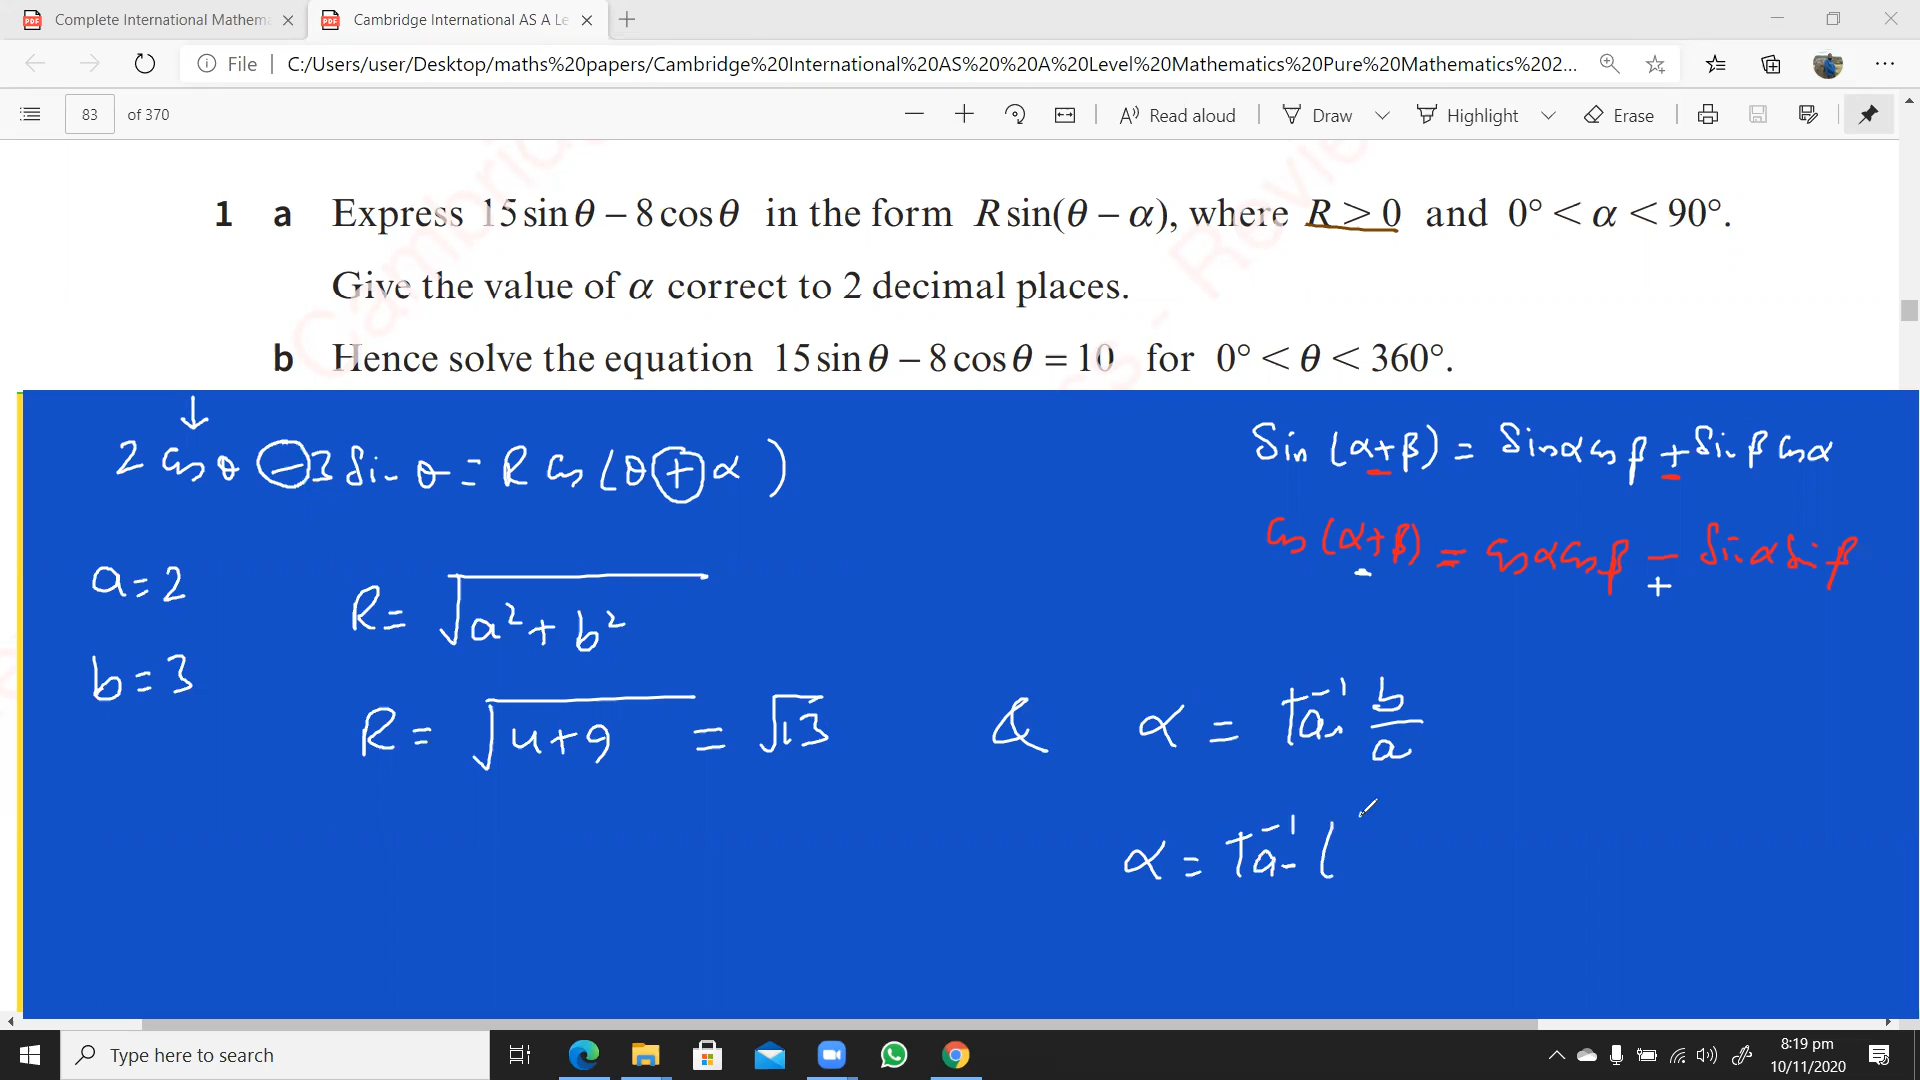 Complete International Mathema
Cambridge International AS A Le
File
C:/Users/user/Desktop/maths%20papers/Cambridge%20International%20AS%20%20A%20Level%20Mathematics%20Pure%20Mathematics%202...
83 of 370
Read aloud
Draw
Highlight
Erase
1 a Express 15 sin θ − 8 cos θ in the form R sin(θ − α), where R > 0 and 0° < α < 90°.
Give the value of α correct to 2 decimal places.
b Hence solve the equation 15 sin θ − 8 cos θ = 10 for 0° < θ < 360°.
2 Cos θ − 3 Sin θ = R Cos (θ + α)
Sin (α+β) = Sinα Cos β + Sin β Cos α
Cos (α+β) = Cos α Cos β − Sin α Sin β
- +
a = 2
b = 3
R = √a² + b²
R = √4+9 = √13 & α = Tan⁻¹ b/a
α = Tan⁻¹ (
Type here to search
8:19 pm
10/11/2020